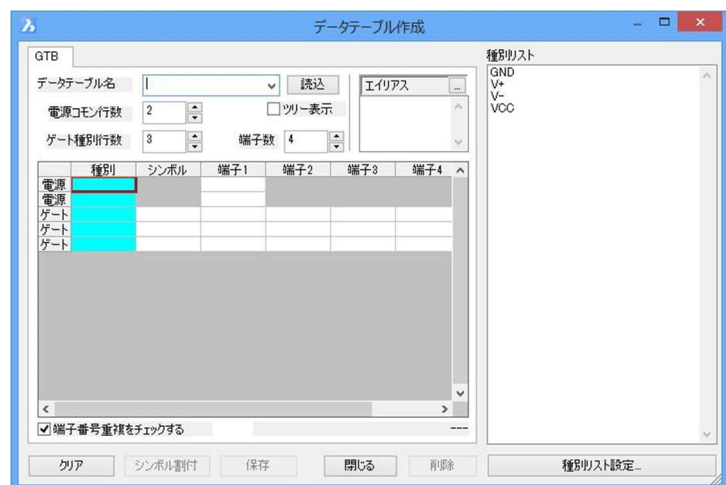 データテーブル作成
GTB
データテーブル名 読込 エイリアス ...
電源コモン行数 2 ツリー表示
ゲート種別行数 3 端子数 4
種別 シンボル 端子1 端子2 端子3 端子4
電源
電源
ゲート
ゲート
ゲート
端子番号重複をチェックする ---
クリア シンボル割付 保存 閉じる 削除
種別リスト
GND
V+
V-
VCC
種別リスト設定...